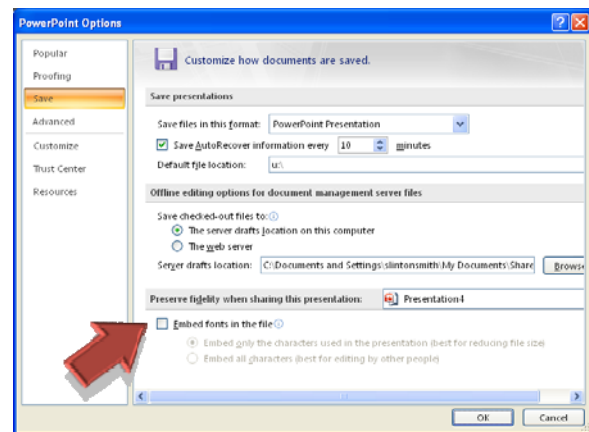 PowerPoint Options
Popular
Proofing
Save
Advanced
Customize
Trust Center
Resources
Customize how documents are saved.
Save presentations
Save files in this format: PowerPoint Presentation
Save AutoRecover information every 10 minutes
Default file location: u:\
Offline editing options for document management server files
Save checked-out files to:
The server drafts location on this computer
The web server
Server drafts location: C:\Documents and Settings\slintonsmith\My Documents\Share Browse
Preserve fidelity when sharing this presentation: Presentation4
Embed fonts in the file
Embed only the characters used in the presentation (best for reducing file size)
Embed all characters (best for editing by other people)
OK Cancel